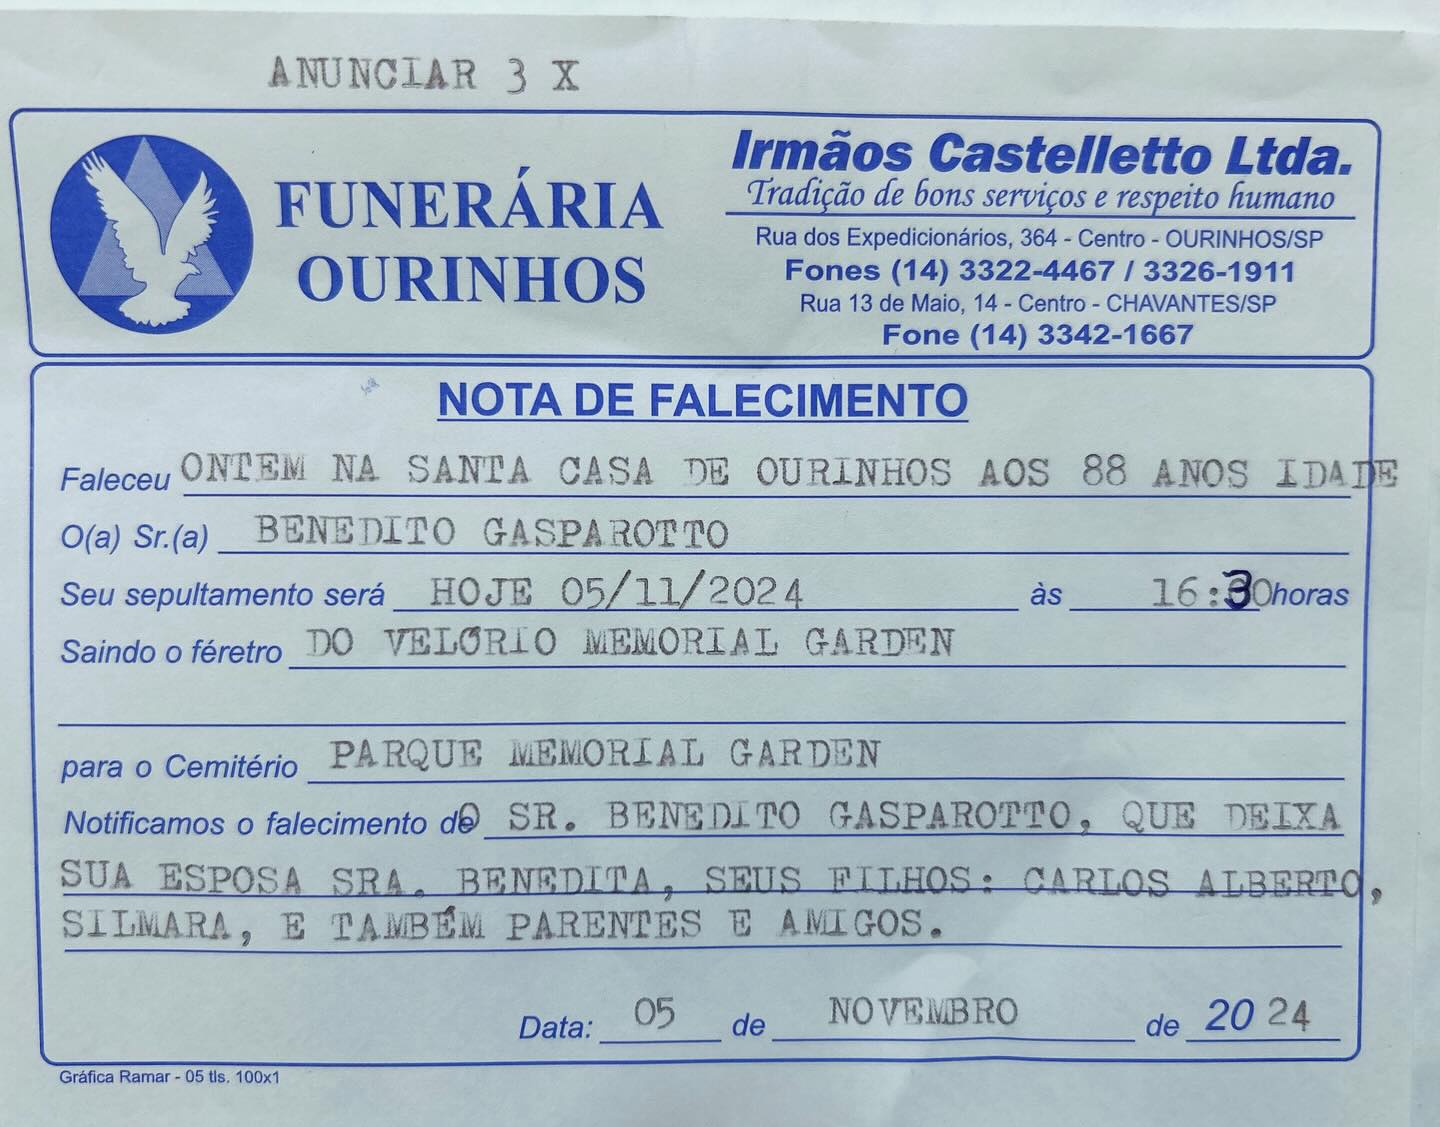 ANUNCIAR 3 X
FUNERÁRIA
OURINHOS
Irmãos Castelletto Ltda.
Tradição de bons serviços e respeito humano
Rua dos Expedicionários, 364 - Centro - OURINHOS/SP
Fones (14) 3322-4467 / 3326-1911
Rua 13 de Maio, 14 - Centro - CHAVANTES/SP
Fone (14) 3342-1667
NOTA DE FALECIMENTO
Faleceu ONTEM NA SANTA CASA DE OURINHOS AOS 88 ANOS IDADE
O(a) Sr.(a) BENEDITO GASPAROTTO
Seu sepultamento será HOJE 05/11/2024 às 16:30 horas
Saindo o féretro DO VELÓRIO MEMORIAL GARDEN
para o Cemitério PARQUE MEMORIAL GARDEN
Notificamos o falecimento dO SR. BENEDITO GASPAROTTO, QUE DEIXA
SUA ESPOSA SRA. BENEDITA, SEUS FILHOS: CARLOS ALBERTO,
SILMARA, E TAMBÉM PARENTES E AMIGOS.
Data: 05 de NOVEMBRO de 2024
Gráfica Ramar - 05 tls. 100x1